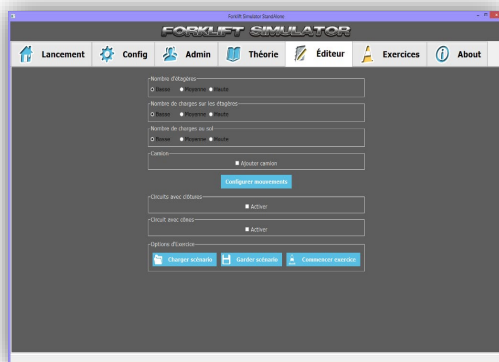 Forklift Simulator StandAlone
FORKLIFT SIMULATOR
Lancement Config Admin Théorie Éditeur Exercices About
Nombre d'étagères
Basse Moyenne Haute
Nombre de charges sur les étagères
Basse Moyenne Haute
Nombre de charges au sol
Basse Moyenne Haute
Camion
Ajouter camion
Configurer mouvements
Circuits avec clôtures
Activer
Circuit avec cônes
Activer
Options d'Exercice
Charger scénario Garder scénario Commencer exercice